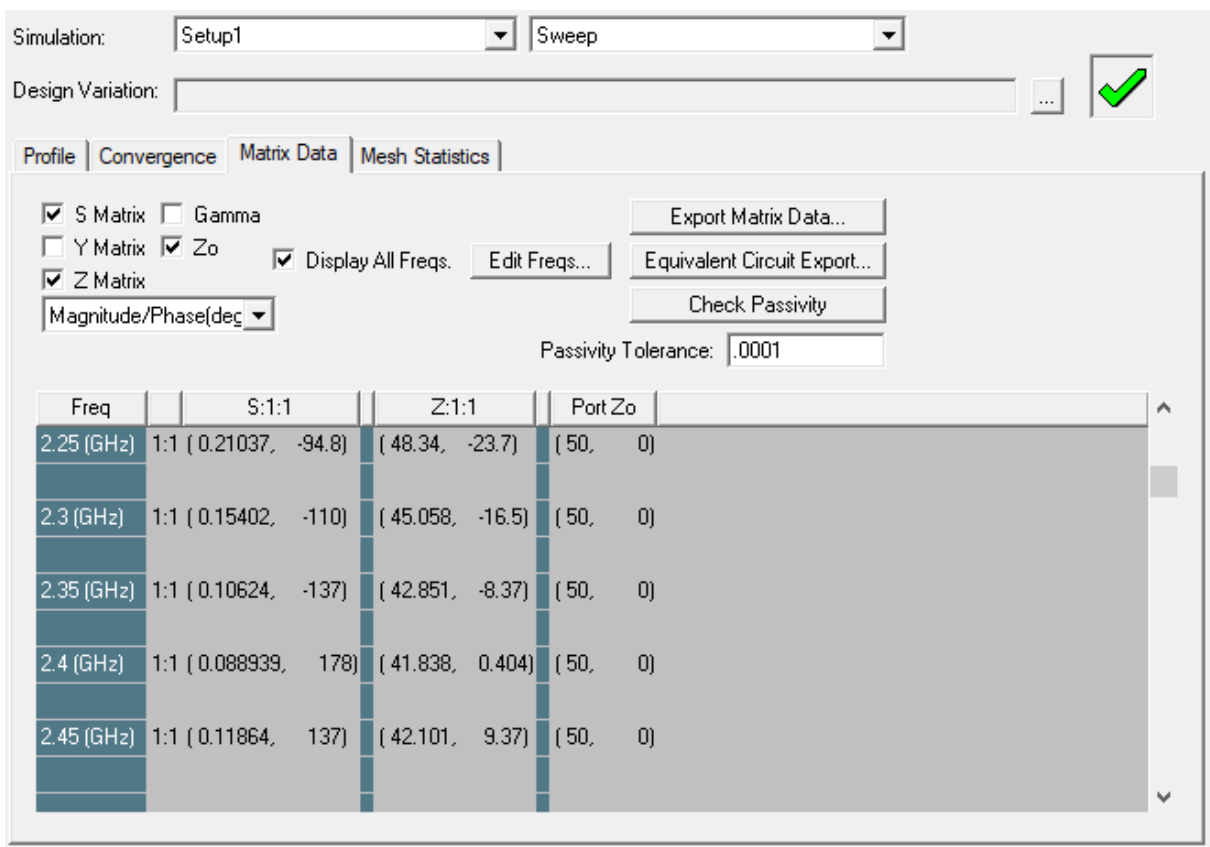 Simulation: Setup1 Sweep
Design Variation: ...
Profile Convergence Matrix Data Mesh Statistics
S Matrix Gamma Export Matrix Data...
Y Matrix Zo Display All Freqs. Edit Freqs... Equivalent Circuit Export...
Z Matrix
Magnitude/Phase(deg Check Passivity
Passivity Tolerance: .0001
Freq S:1:1 Z:1:1 Port Zo
2.25 (GHz) 1:1 ( 0.21037, -94.8) ( 48.34, -23.7) ( 50, 0)
2.3 (GHz) 1:1 ( 0.15402, -110) ( 45.058, -16.5) ( 50, 0)
2.35 (GHz) 1:1 ( 0.10624, -137) ( 42.851, -8.37) ( 50, 0)
2.4 (GHz) 1:1 ( 0.088939, 178) ( 41.838, 0.404) ( 50, 0)
2.45 (GHz) 1:1 ( 0.11864, 137) ( 42.101, 9.37) ( 50, 0)